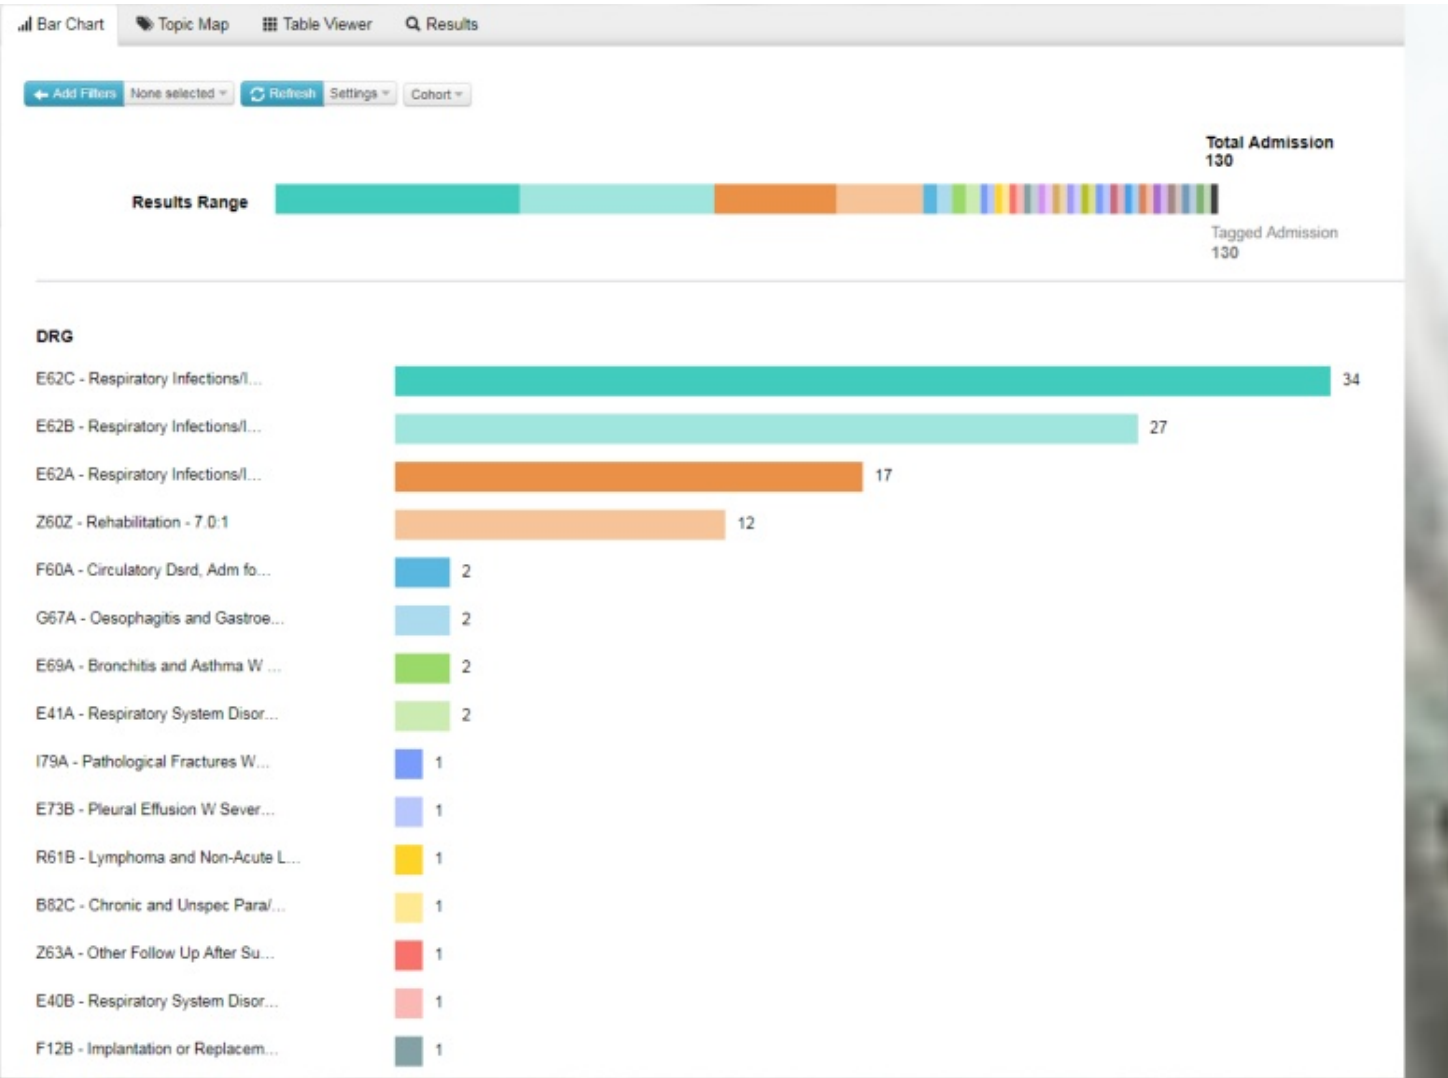 Bar Chart Topic Map Table Viewer Results
Add Filters None selected Refresh Settings Cohort
Total Admission
130
Results Range
Tagged Admission
130
DRG
E62C - Respiratory Infections/I... 34
E62B - Respiratory Infections/I... 27
E62A - Respiratory Infections/I... 17
Z60Z - Rehabilitation - 7.0:1 12
F60A - Circulatory Dsrd, Adm fo... 2
G67A - Oesophagitis and Gastroe... 2
E69A - Bronchitis and Asthma W ... 2
E41A - Respiratory System Disor... 2
I79A - Pathological Fractures W... 1
E73B - Pleural Effusion W Sever... 1
R61B - Lymphoma and Non-Acute L... 1
B82C - Chronic and Unspec Para/... 1
Z63A - Other Follow Up After Su... 1
E40B - Respiratory System Disor... 1
F12B - Implantation or Replacem... 1